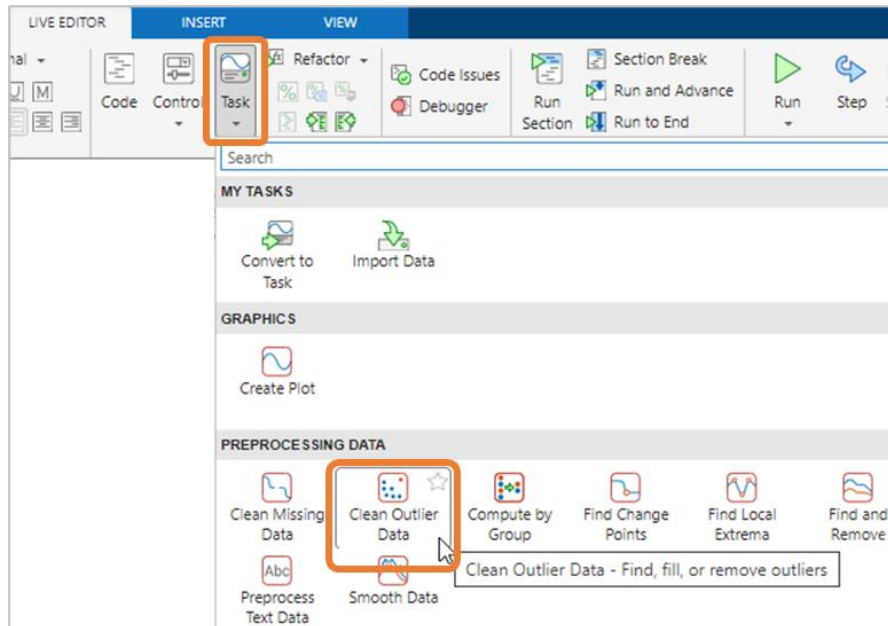 LIVE EDITOR INSERT VIEW
Refactor
Code Issues
Section Break
M
Code Control Task
Debugger
Run
Section
Run and Advance
Run to End
Run
Step
Search
MY TASKS
Convert to
Task
Import Data
GRAPHICS
Create Plot
PREPROCESSING DATA
Clean Missing
Data
Clean Outlier
Data
Compute by
Group
Find Change
Points
Find Local
Extrema
Find and
Remove
Clean Outlier Data - Find, fill, or remove outliers
Abc
Preprocess
Text Data
Smooth Data